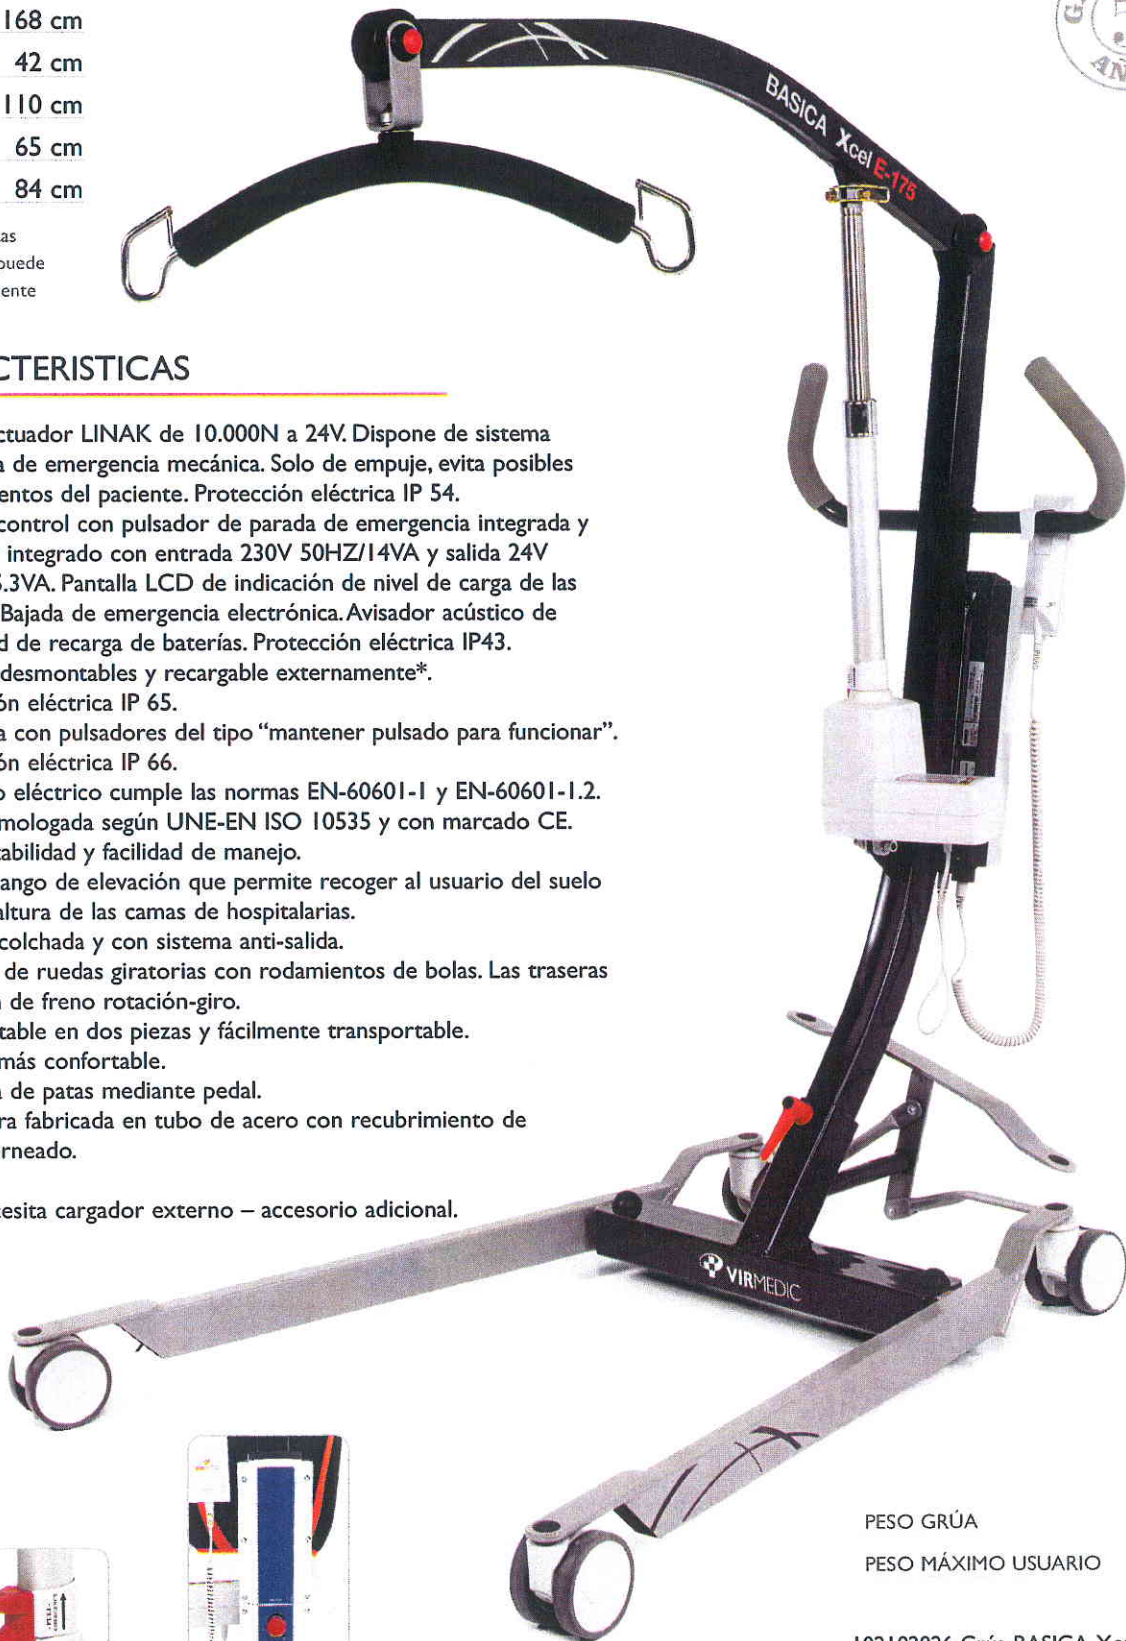 168 cm
42 cm
110 cm
65 cm
84 cm
BASICA Xcel E-175
CTERISTICAS
ctuador LINAK de 10.000N a 24V. Dispone de sistema
a de emergencia mecánica. Solo de empuje, evita posibles
entos del paciente. Protección eléctrica IP 54.
control con pulsador de parada de emergencia integrada y
integrado con entrada 230V 50HZ/14VA y salida 24V
.3VA. Pantalla LCD de indicación de nivel de carga de las
Bajada de emergencia electrónica. Avisador acústico de
d de recarga de baterías. Protección eléctrica IP43.
desmontables y recargable externamente*.
ón eléctrica IP 65.
a con pulsadores del tipo “mantener pulsado para funcionar”.
ón eléctrica IP 66.
o eléctrico cumple las normas EN-60601-1 y EN-60601-1.2.
mologada según UNE-EN ISO 10535 y con marcado CE.
tabilidad y facilidad de manejo.
ango de elevación que permite recoger al usuario del suelo
altura de las camas de hospitalarias.
colchada y con sistema anti-salida.
de ruedas giratorias con rodamientos de bolas. Las traseras
n de freno rotación-giro.
table en dos piezas y fácilmente transportable.
más confortable.
a de patas mediante pedal.
ra fabricada en tubo de acero con recubrimiento de
rneado.
esita cargador externo – accesorio adicional.
VIRMEDIC
PESO GRÚA
PESO MÁXIMO USUARIO